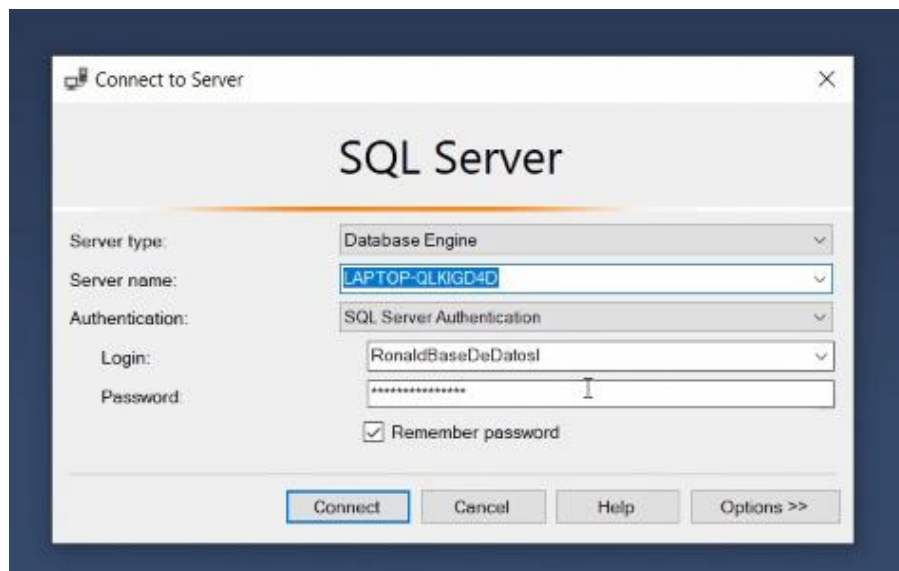 Connect to Server
SQL Server
Server type: Database Engine
Server name: LAPTOP-QLKIGD4D
Authentication: SQL Server Authentication
Login: RonaldBaseDeDatosI
Password ***************
Remember password
Connect Cancel Help Options >>